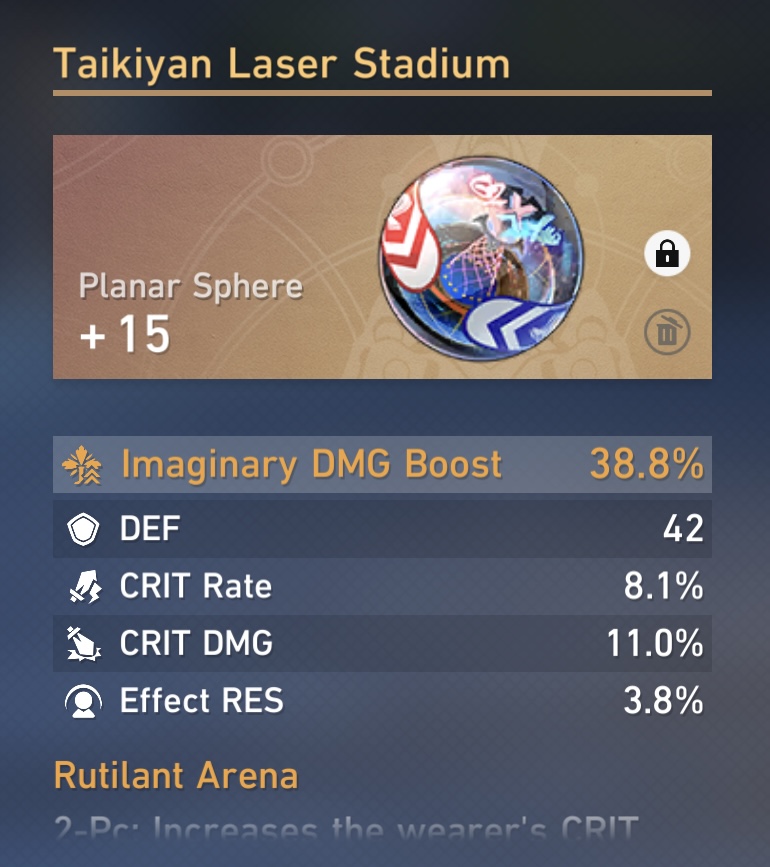 Taikiyan Laser Stadium
Planar Sphere
+ 15
Imaginary DMG Boost 38.8%
DEF 42
CRIT Rate 8.1%
CRIT DMG 11.0%
Effect RES 3.8%
Rutilant Arena
2-Pc: Increases the wearer's CRIT